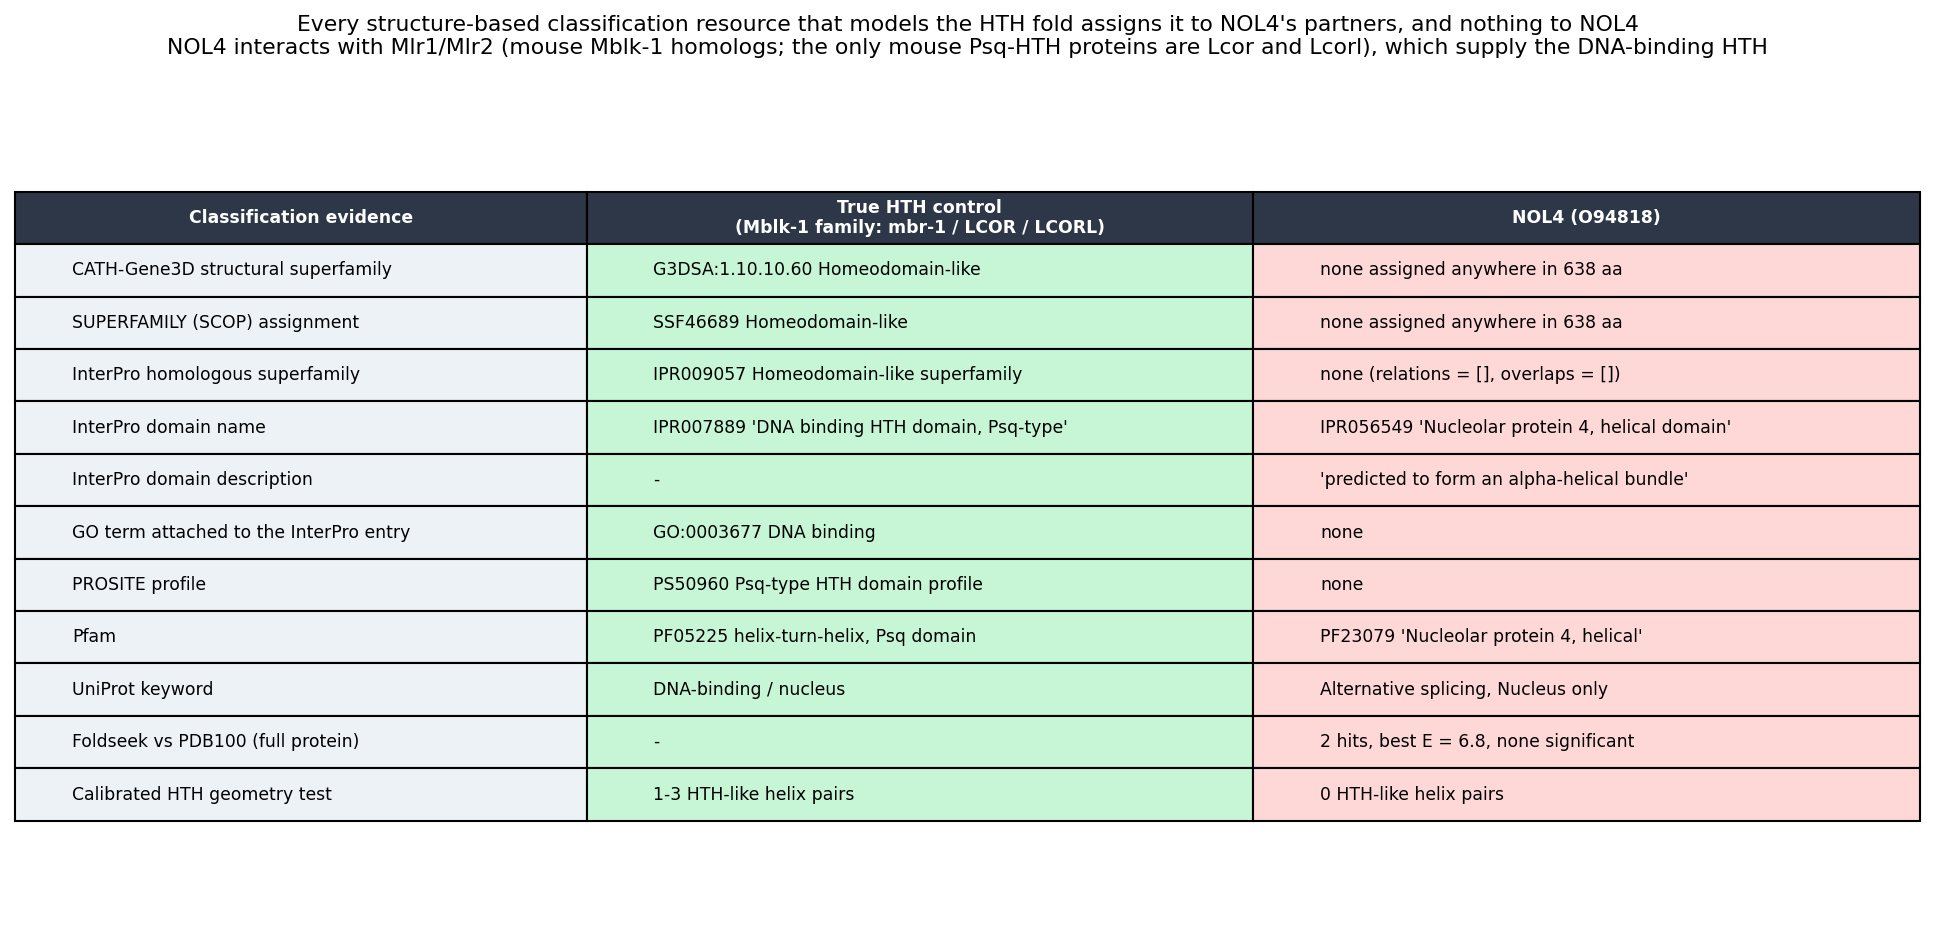 Every structure-based classification resource that models the HTH fold assigns it to NOL4's partners, and nothing to NOL4
NOL4 interacts with Mlr1/Mlr2 (mouse Mblk-1 homologs; the only mouse Psq-HTH proteins are Lcor and Lcorl), which supply the DNA-binding HTH
Classification evidence
True HTH control
(Mblk-1 family: mbr-1 / LCOR / LCORL)
NOL4 (O94818)
CATH-Gene3D structural superfamily
G3DSA:1.10.10.60 Homeodomain-like
none assigned anywhere in 638 aa
SUPERFAMILY (SCOP) assignment
SSF46689 Homeodomain-like
none assigned anywhere in 638 aa
InterPro homologous superfamily
IPR009057 Homeodomain-like superfamily
none (relations = [], overlaps = [])
InterPro domain name
IPR007889 'DNA binding HTH domain, Psq-type'
IPR056549 'Nucleolar protein 4, helical domain'
InterPro domain description
-
'predicted to form an alpha-helical bundle'
GO term attached to the InterPro entry
GO:0003677 DNA binding
none
PROSITE profile
PS50960 Psq-type HTH domain profile
none
Pfam
PF05225 helix-turn-helix, Psq domain
PF23079 'Nucleolar protein 4, helical'
UniProt keyword
DNA-binding / nucleus
Alternative splicing, Nucleus only
Foldseek vs PDB100 (full protein)
-
2 hits, best E = 6.8, none significant
Calibrated HTH geometry test
1-3 HTH-like helix pairs
0 HTH-like helix pairs